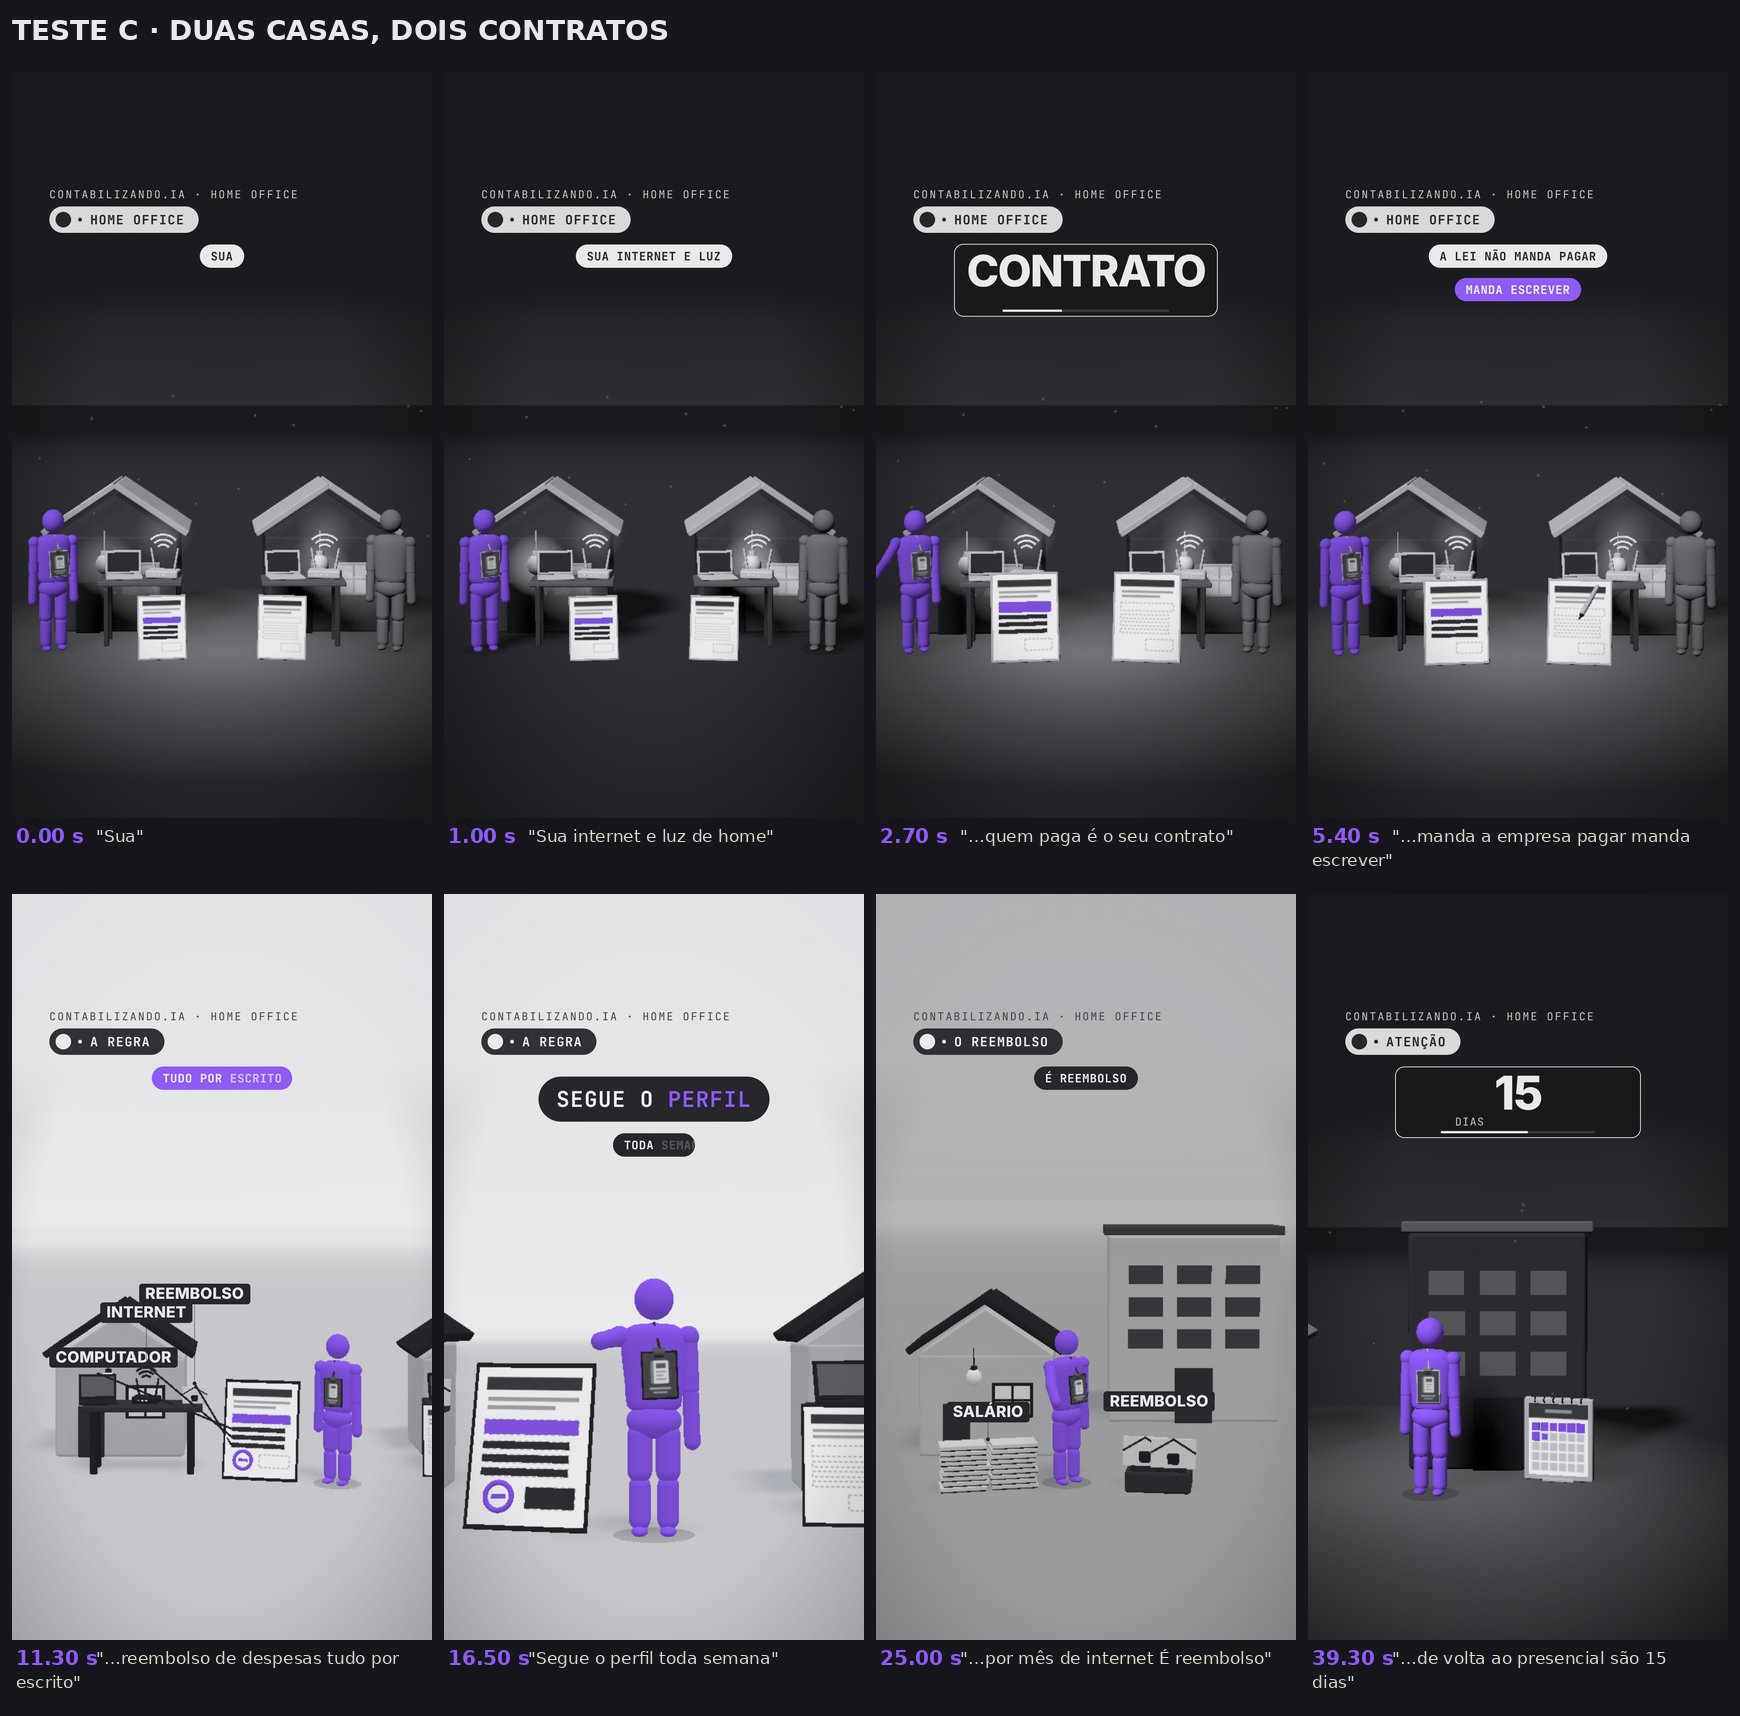 TESTE C · DUAS CASAS, DOIS CONTRATOS
CONTABILIZANDO.IA · HOME OFFICE
• HOME OFFICE
SUA
0.00 s "Sua"
CONTABILIZANDO.IA · HOME OFFICE
• HOME OFFICE
SUA INTERNET E LUZ
1.00 s "Sua internet e luz de home"
CONTABILIZANDO.IA · HOME OFFICE
• HOME OFFICE
CONTRATO
2.70 s "...quem paga é o seu contrato"
CONTABILIZANDO.IA · HOME OFFICE
• HOME OFFICE
A LEI NÃO MANDA PAGAR
MANDA ESCREVER
5.40 s "...manda a empresa pagar manda
escrever"
CONTABILIZANDO.IA · HOME OFFICE
• A REGRA
TUDO POR ESCRITO
REEMBOLSO
INTERNET
COMPUTADOR
11.30 s "...reembolso de despesas tudo por
escrito"
CONTABILIZANDO.IA · HOME OFFICE
• A REGRA
SEGUE O PERFIL
TODA
16.50 s "Segue o perfil toda semana"
CONTABILIZANDO.IA · HOME OFFICE
• O REEMBOLSO
É REEMBOLSO
REEMBOLSO
SALÁRIO
25.00 s "...por mês de internet É reembolso"
CONTABILIZANDO.IA · HOME OFFICE
• ATENÇÃO
15
DIAS
39.30 s "...de volta ao presencial são 15
dias"